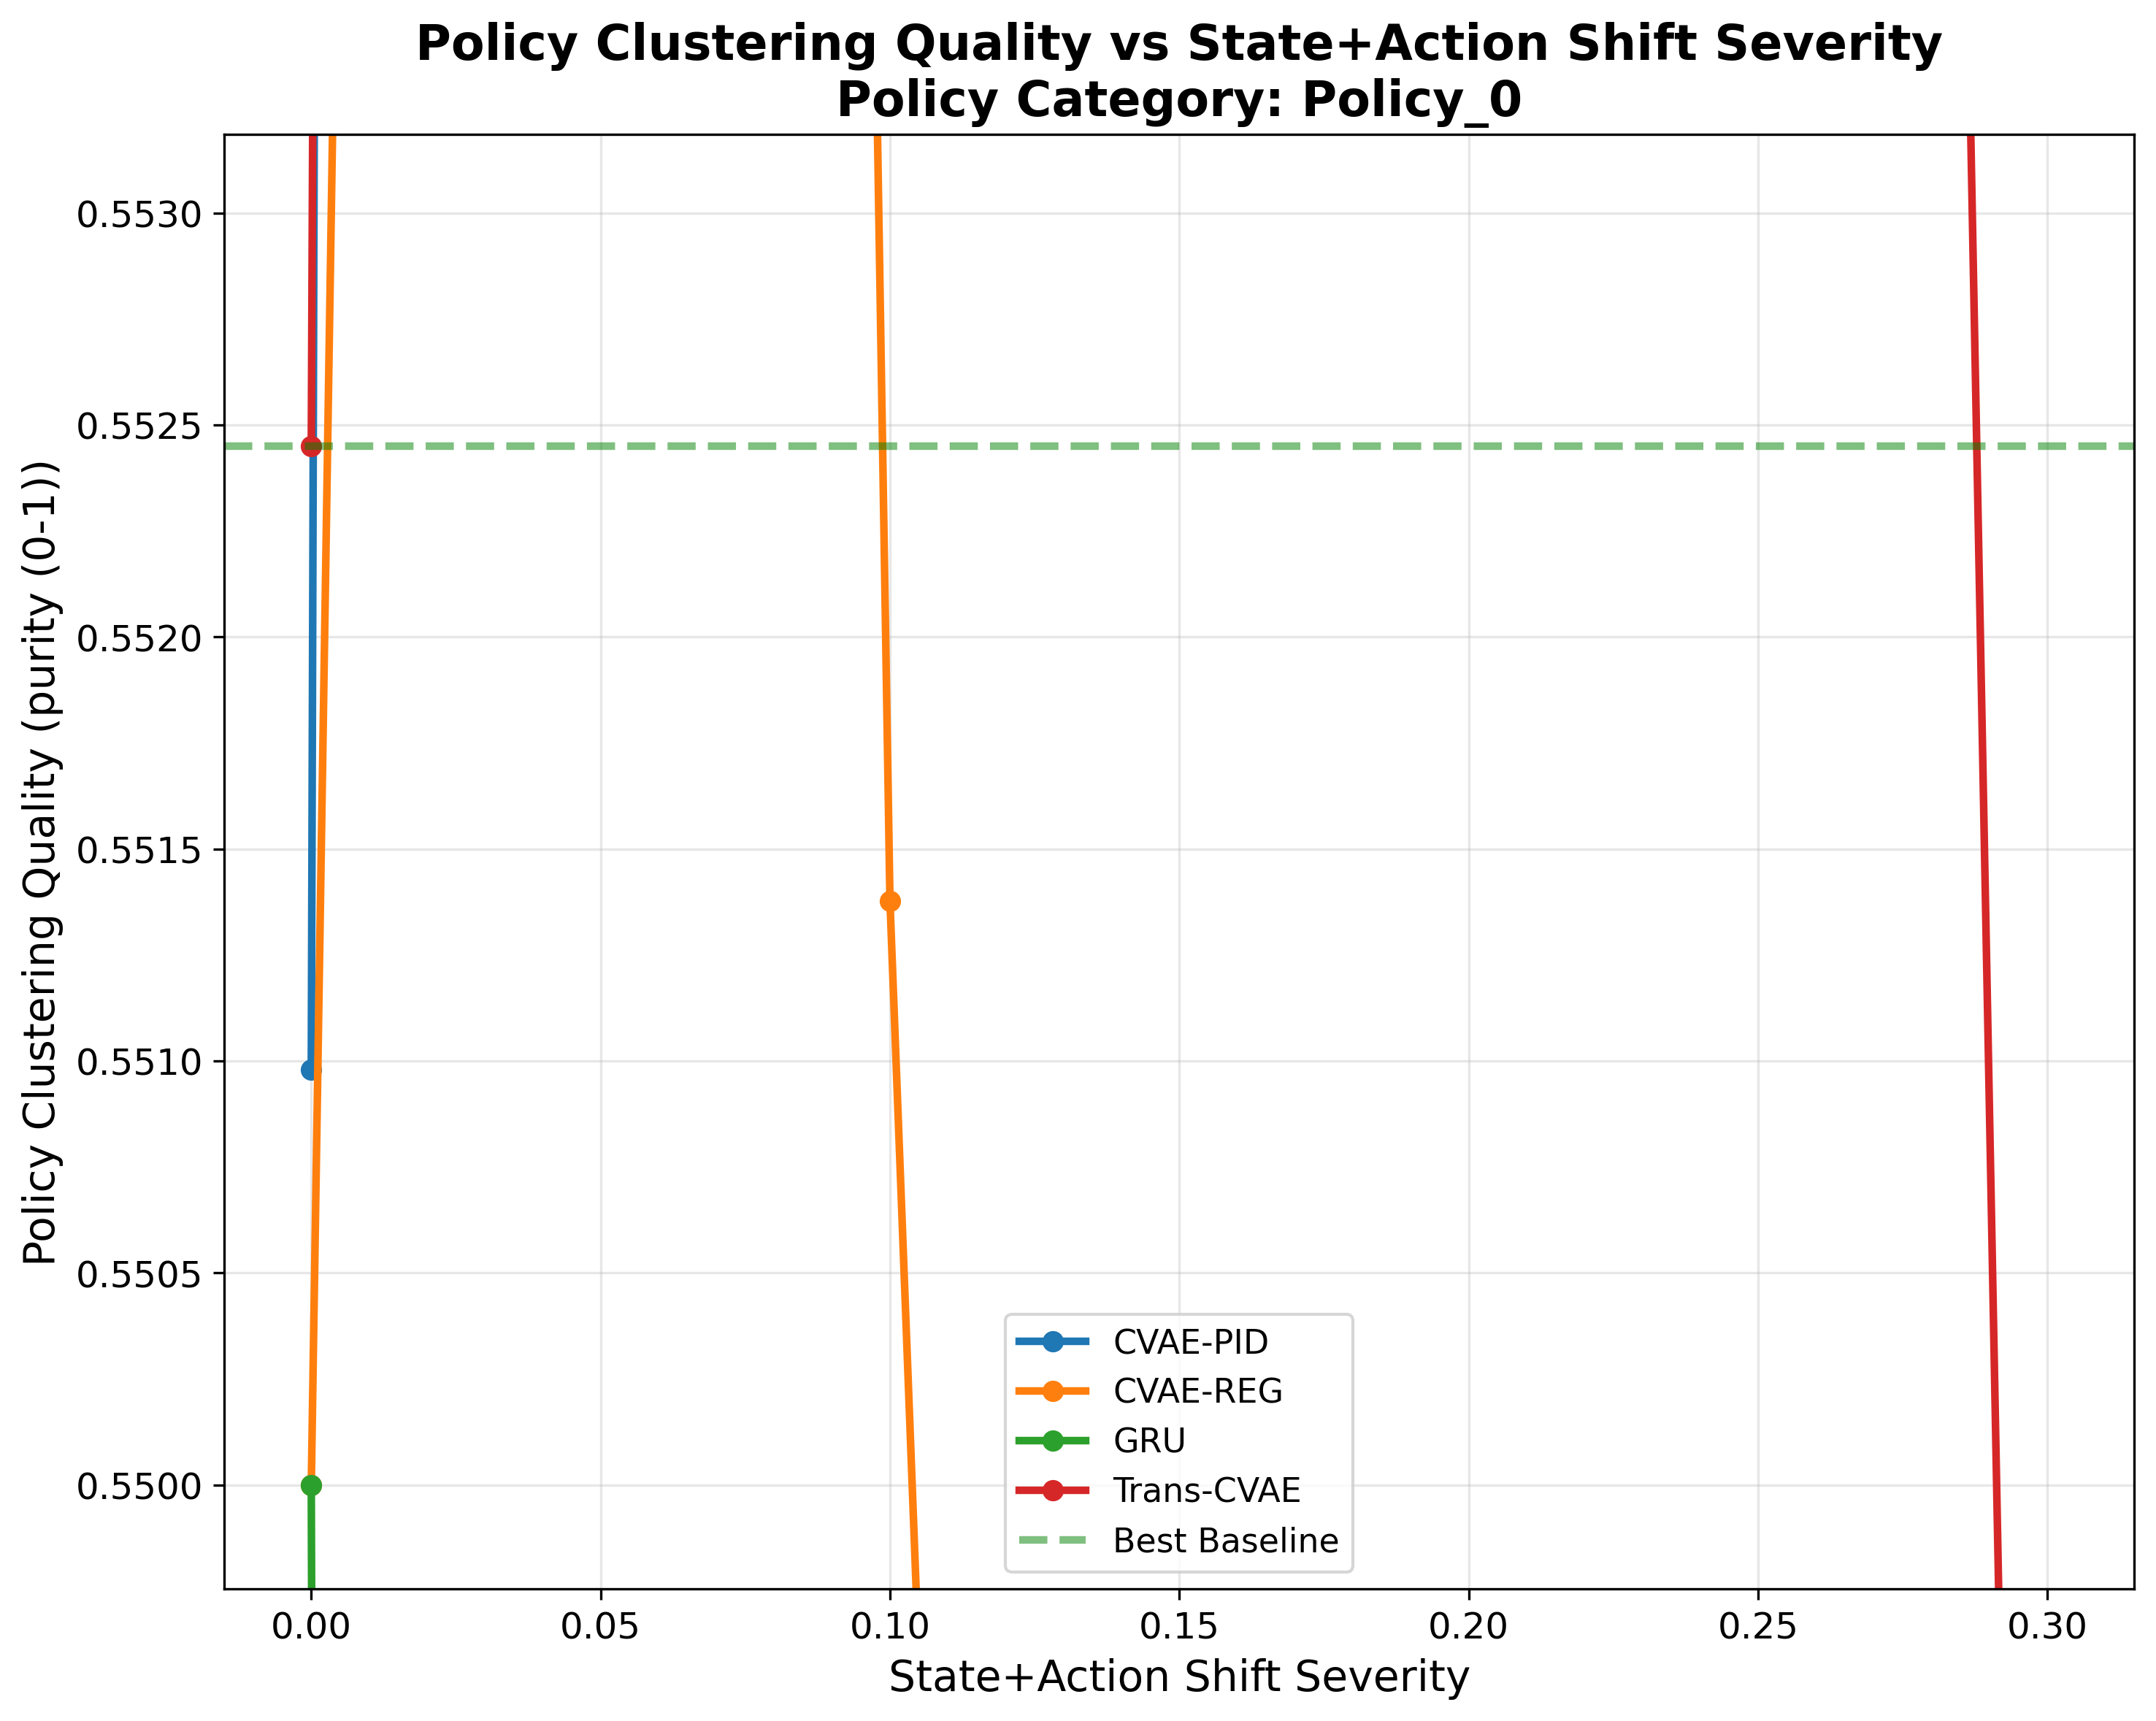 Policy Clustering Quality vs State+Action Shift Severity
Policy Category: Policy_0
Policy Clustering Quality (purity (0-1))
0.5530
0.5525
0.5520
0.5515
0.5510
0.5505
0.5500
CVAE-PID
CVAE-REG
GRU
Trans-CVAE
Best Baseline
0.00 0.05 0.10 0.15 0.20 0.25 0.30
State+Action Shift Severity